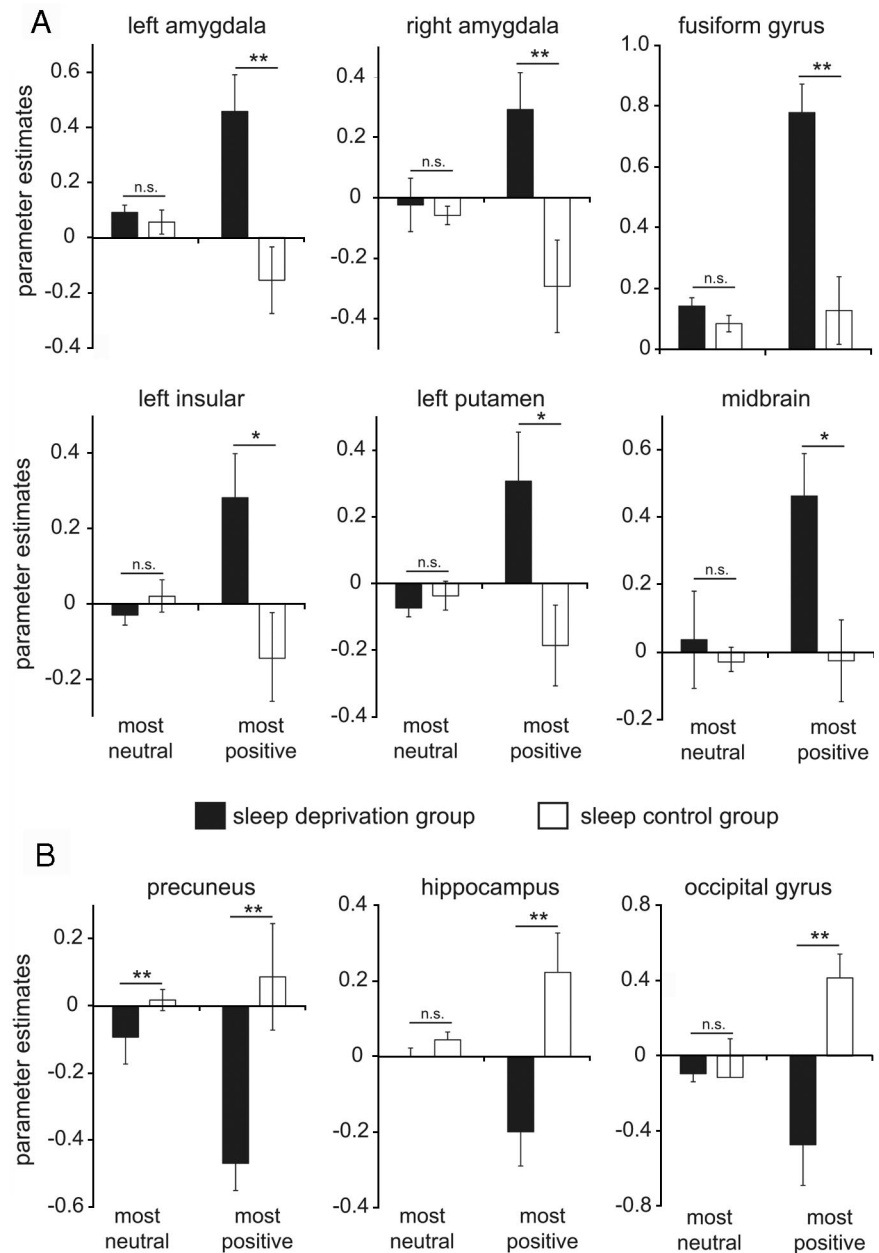 A
left amygdala
right amygdala
fusiform gyrus
parameter estimates
0.6
0.4
0.2
0
-0.2
-0.4
n.s.
**
0.4
0.2
0
-0.2
-0.4
n.s.
**
1.0
0.8
0.6
0.4
0.2
0
n.s.
**
left insular
left putamen
midbrain
parameter estimates
0.4
0.2
0
-0.2
n.s.
*
most neutral
most positive
0.4
0.2
0
-0.2
-0.4
n.s.
*
most neutral
most positive
0.6
0.4
0.2
0
-0.2
n.s.
*
most neutral
most positive
sleep deprivation group
sleep control group
B
precuneus
hippocampus
occipital gyrus
parameter estimates
0.2
0
-0.2
-0.4
-0.6
**
**
most neutral
most positive
0.4
0.2
0
-0.2
-0.4
n.s.
**
most neutral
most positive
0.8
0.4
0
-0.4
-0.8
n.s.
**
most neutral
most positive